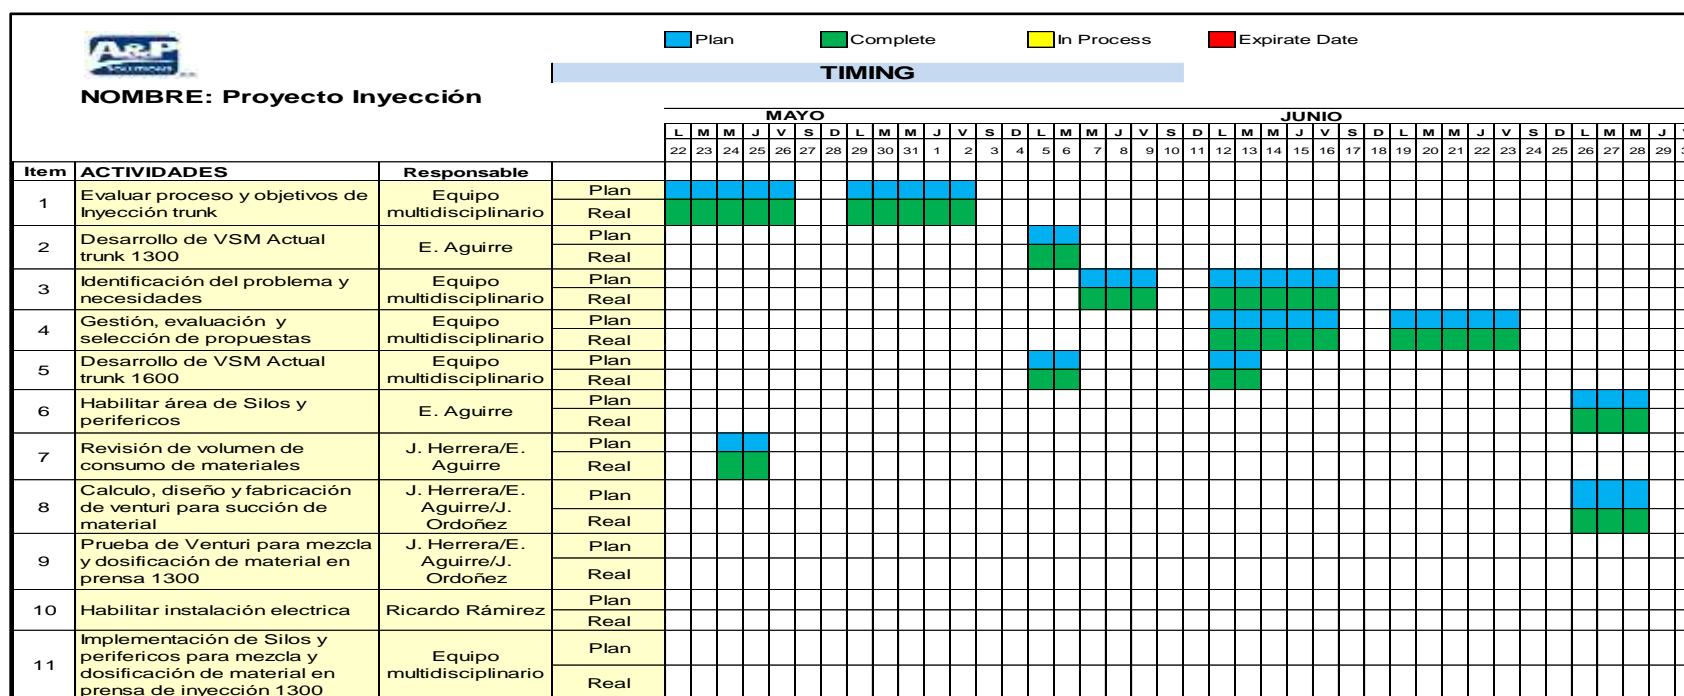 A&P
SOLUTIONS
Plan Complete In Process Expirate Date
TIMING
NOMBRE: Proyecto Inyección
MAYO JUNIO
L M M J V S D L M M J V S D L M M J V S D L M M J V S D L M M J V S D L M M J
22 23 24 25 26 27 28 29 30 31 1 2 3 4 5 6 7 8 9 10 11 12 13 14 15 16 17 18 19 20 21 22 23 24 25 26 27 28 29
Item ACTIVIDADES Responsable
1 Evaluar proceso y objetivos de Inyección trunk Equipo multidisciplinario Plan
Real
2 Desarrollo de VSM Actual trunk 1300 E. Aguirre Plan
Real
3 Identificación del problema y necesidades Equipo multidisciplinario Plan
Real
4 Gestión, evaluación y selección de propuestas Equipo multidisciplinario Plan
Real
5 Desarrollo de VSM Actual trunk 1600 Equipo multidisciplinario Plan
Real
6 Habilitar área de Silos y perifericos E. Aguirre Plan
Real
7 Revisión de volumen de consumo de materiales J. Herrera/E. Aguirre Plan
Real
8 Calculo, diseño y fabricación de venturi para succión de material J. Herrera/E. Aguirre/J. Ordoñez Plan
Real
9 Prueba de Venturi para mezcla y dosificación de material en prensa 1300 J. Herrera/E. Aguirre/J. Ordoñez Plan
Real
10 Habilitar instalación electrica Ricardo Rámirez Plan
Real
11 Implementación de Silos y perifericos para mezcla y dosificación de material en prensa de inyección 1300 Equipo multidisciplinario Plan
Real